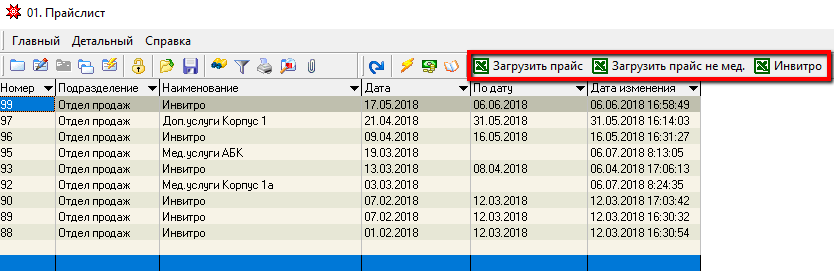 01. Прайслист
Главный Детальный Справка
Загрузить прайс Загрузить прайс не мед. Инвитро
Номер Подразделение Наименование Дата По дату Дата изменения
99 Отдел продаж Инвитро 17.05.2018 06.06.2018 06.06.2018 16:58:49
97 Отдел продаж Доп.услуги Корпус 1 21.04.2018 31.05.2018 31.05.2018 16:14:03
96 Отдел продаж Инвитро 09.04.2018 16.05.2018 16.05.2018 16:31:27
95 Отдел продаж Мед.услуги АБК 19.03.2018 06.07.2018 8:13:05
93 Отдел продаж Инвитро 13.03.2018 08.04.2018 06.04.2018 17:06:13
92 Отдел продаж Мед.услуги Корпус 1а 03.03.2018 06.07.2018 8:24:35
90 Отдел продаж Инвитро 07.02.2018 12.03.2018 12.03.2018 17:03:42
89 Отдел продаж Инвитро 07.02.2018 12.03.2018 12.03.2018 16:30:32
88 Отдел продаж Инвитро 01.02.2018 12.03.2018 12.03.2018 16:30:54